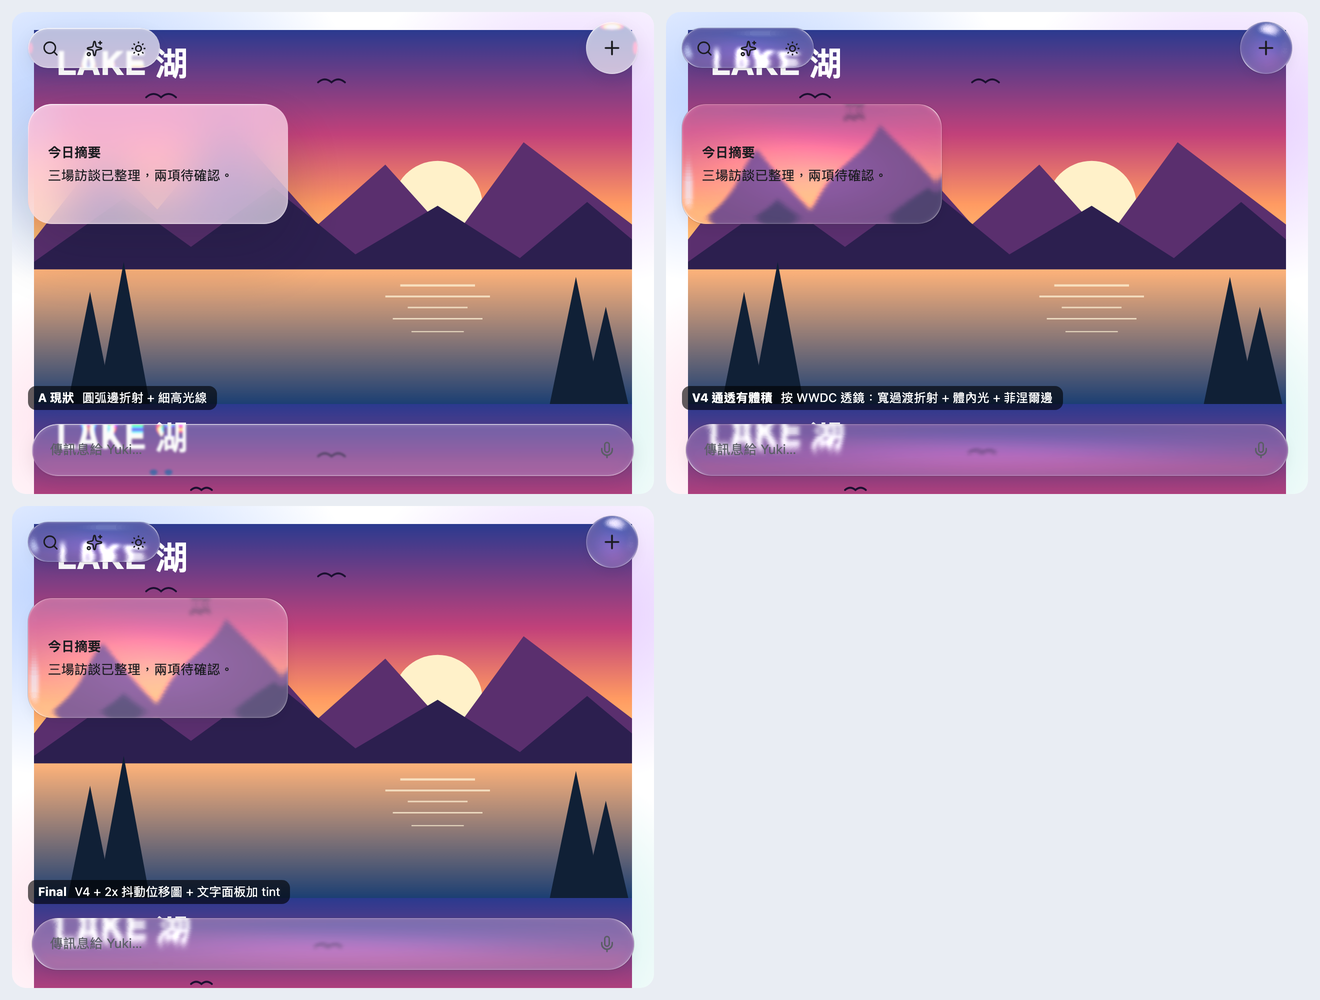 LAKE 湖
今日摘要
三場訪談已整理，兩項待確認。
A 現狀 圓弧邊折射 + 細高光線
LAKE 湖
傳訊息給 Yuki...
LAKE 湖
今日摘要
三場訪談已整理，兩項待確認。
V4 通透有體積 按 WWDC 透鏡：寬過渡折射 + 體內光 + 菲涅爾邊
LAKE 湖
傳訊息給 Yuki...
LAKE 湖
今日摘要
三場訪談已整理，兩項待確認。
Final V4 + 2x 抖動位移圖 + 文字面板加 tint
LAKE 湖
傳訊息給 Yuki...